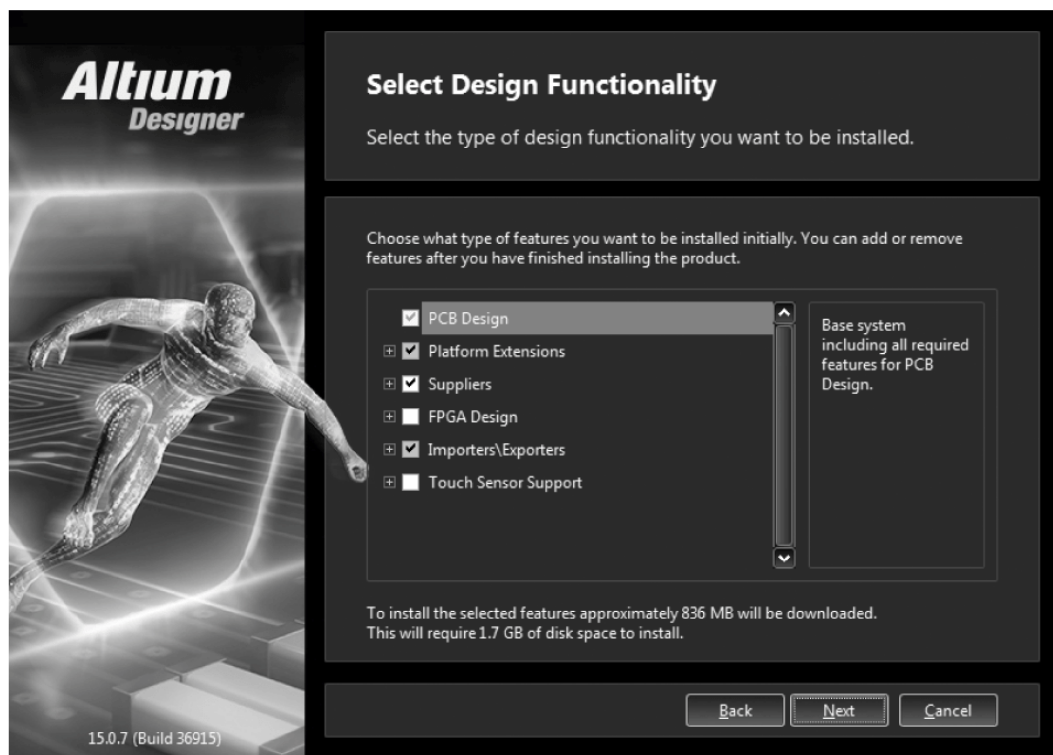 Altium
Designer
Select Design Functionality
Select the type of design functionality you want to be installed.
Choose what type of features you want to be installed initially. You can add or remove
features after you have finished installing the product.
PCB Design
Platform Extensions
Suppliers
FPGA Design
Importers\Exporters
Touch Sensor Support
Base system
including all required
features for PCB
Design.
To install the selected features approximately 836 MB will be downloaded.
This will require 1.7 GB of disk space to install.
Back
Next
Cancel
15.0.7 (Build 36915)